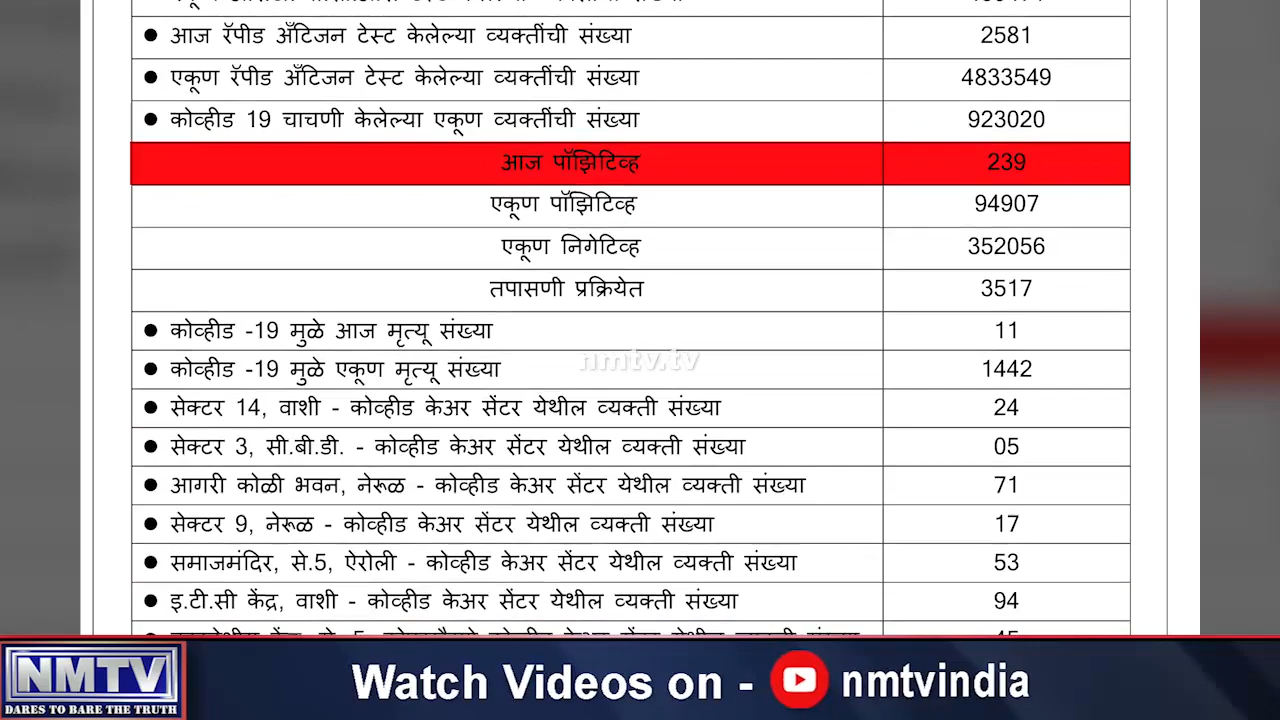 ● आज रॅपीड अँटिजन टेस्ट केलेल्या व्यक्तींची संख्या 2581
● एकूण रॅपीड अँटिजन टेस्ट केलेल्या व्यक्तींची संख्या 4833549
● कोव्हीड 19 चाचणी केलेल्या एकूण व्यक्तींची संख्या 923020
आज पॉझिटिव्ह 239
एकूण पॉझिटिव्ह 94907
एकूण निगेटिव्ह 352056
तपासणी प्रक्रियेत 3517
● कोव्हीड -19 मुळे आज मृत्यू संख्या 11
● कोव्हीड -19 मुळे एकूण मृत्यू संख्या 1442
nmtv.tv
● सेक्टर 14, वाशी - कोव्हीड केअर सेंटर येथील व्यक्ती संख्या 24
● सेक्टर 3, सी.बी.डी. - कोव्हीड केअर सेंटर येथील व्यक्ती संख्या 05
● आगरी कोळी भवन, नेरूळ - कोव्हीड केअर सेंटर येथील व्यक्ती संख्या 71
● सेक्टर 9, नेरूळ - कोव्हीड केअर सेंटर येथील व्यक्ती संख्या 17
● समाजमंदिर, से.5, ऐरोली - कोव्हीड केअर सेंटर येथील व्यक्ती संख्या 53
● इ.टी.सी केंद्र, वाशी - कोव्हीड केअर सेंटर येथील व्यक्ती संख्या 94
NMTV
DARES TO BARE THE TRUTH
Watch Videos on - nmtvindia